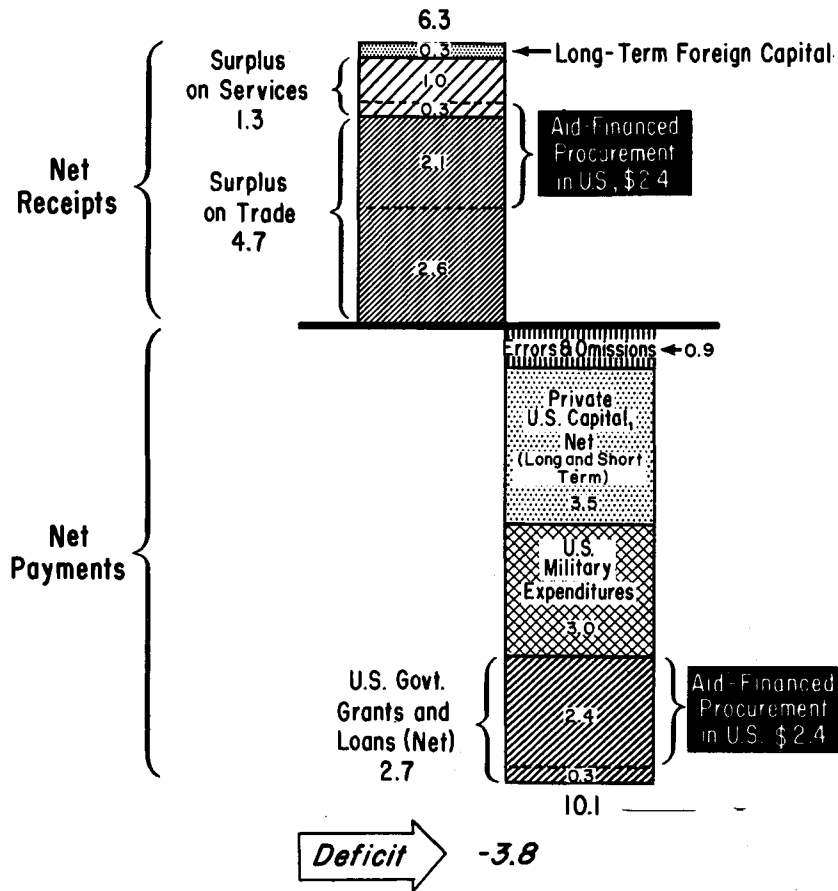 6.3
0.3
Long-Term Foreign Capital
Surplus
on Services
1.3
1.0
0.3
Aid-Financed
Procurement
in U.S., $2.4
Net
Receipts
2.1
Surplus
on Trade
4.7
2.6
Errors & Omissions
0.9
Private
U.S. Capital,
Net
(Long and Short
Term)
3.5
Net
Payments
U.S.
Military
Expenditures
3.0
U.S. Govt.
Grants and
Loans (Net)
2.7
2.4
0.3
Aid-Financed
Procurement
in U.S. $2.4
10.1
Deficit
-3.8